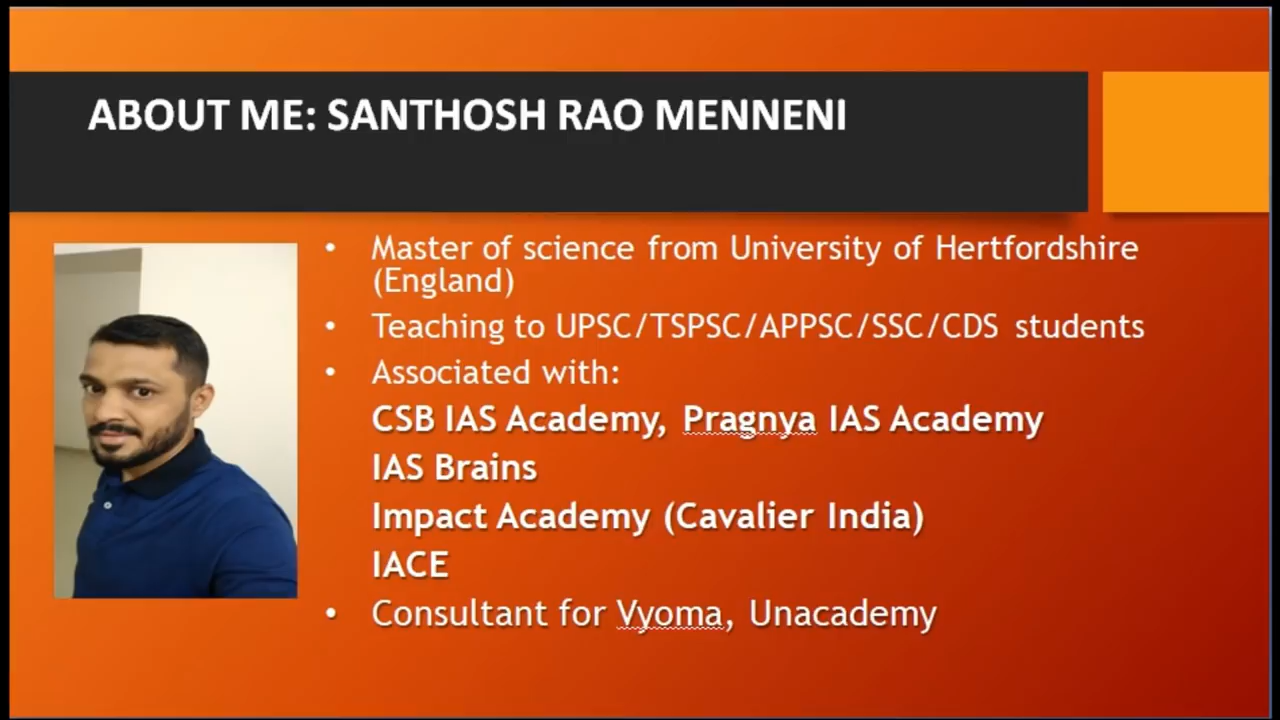 ABOUT ME: SANTHOSH RAO MENNENI
• Master of science from University of Hertfordshire
(England)
• Teaching to UPSC/TSPSC/APPSC/SSC/CDS students
• Associated with:
CSB IAS Academy, Pragnya IAS Academy
IAS Brains
Impact Academy (Cavalier India)
IACE
• Consultant for Vyoma, Unacademy